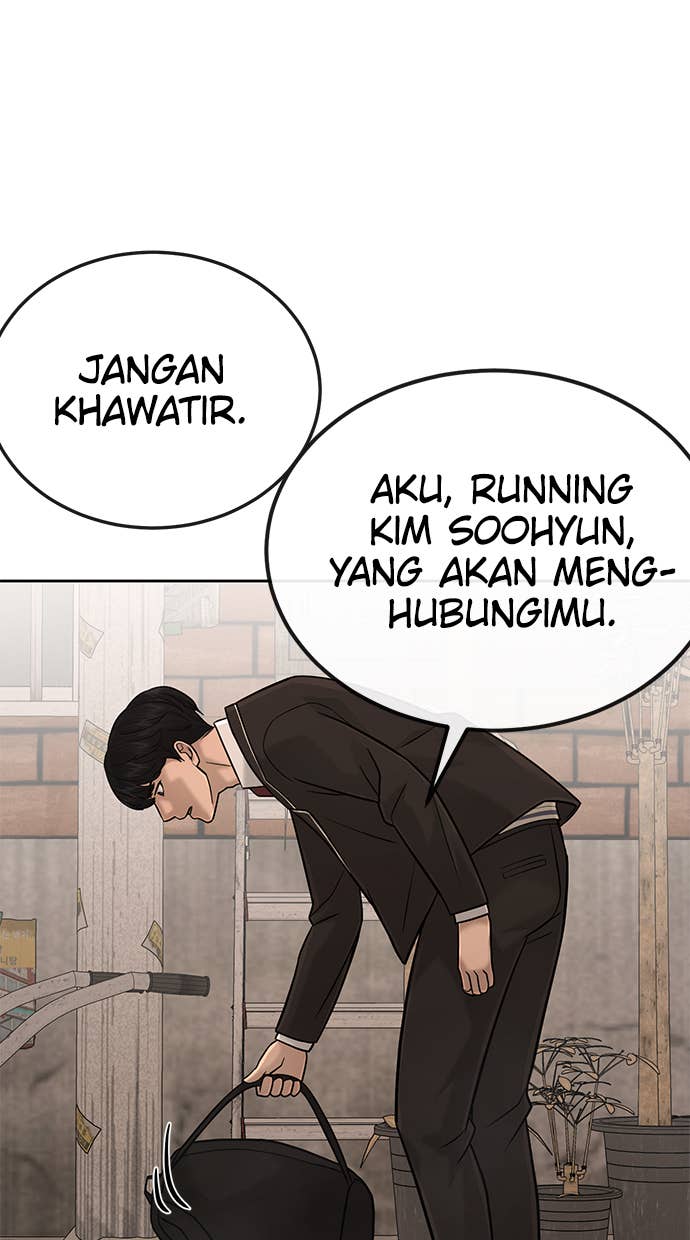 JANGAN
KHAWATIR.
AKU, RUNNING
KIM SOOHYUN,
YANG AKAN MENG-
HUBUNGIMU.